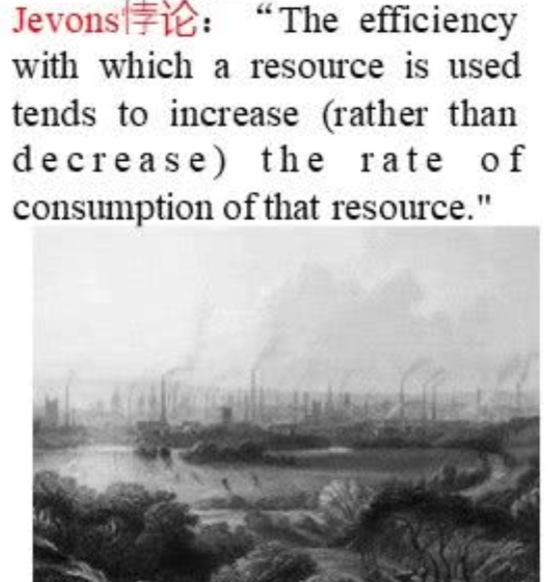 Jevons悖论： “The efficiency
with which a resource is used
tends to increase (rather than
decrease) the rate of
consumption of that resource."